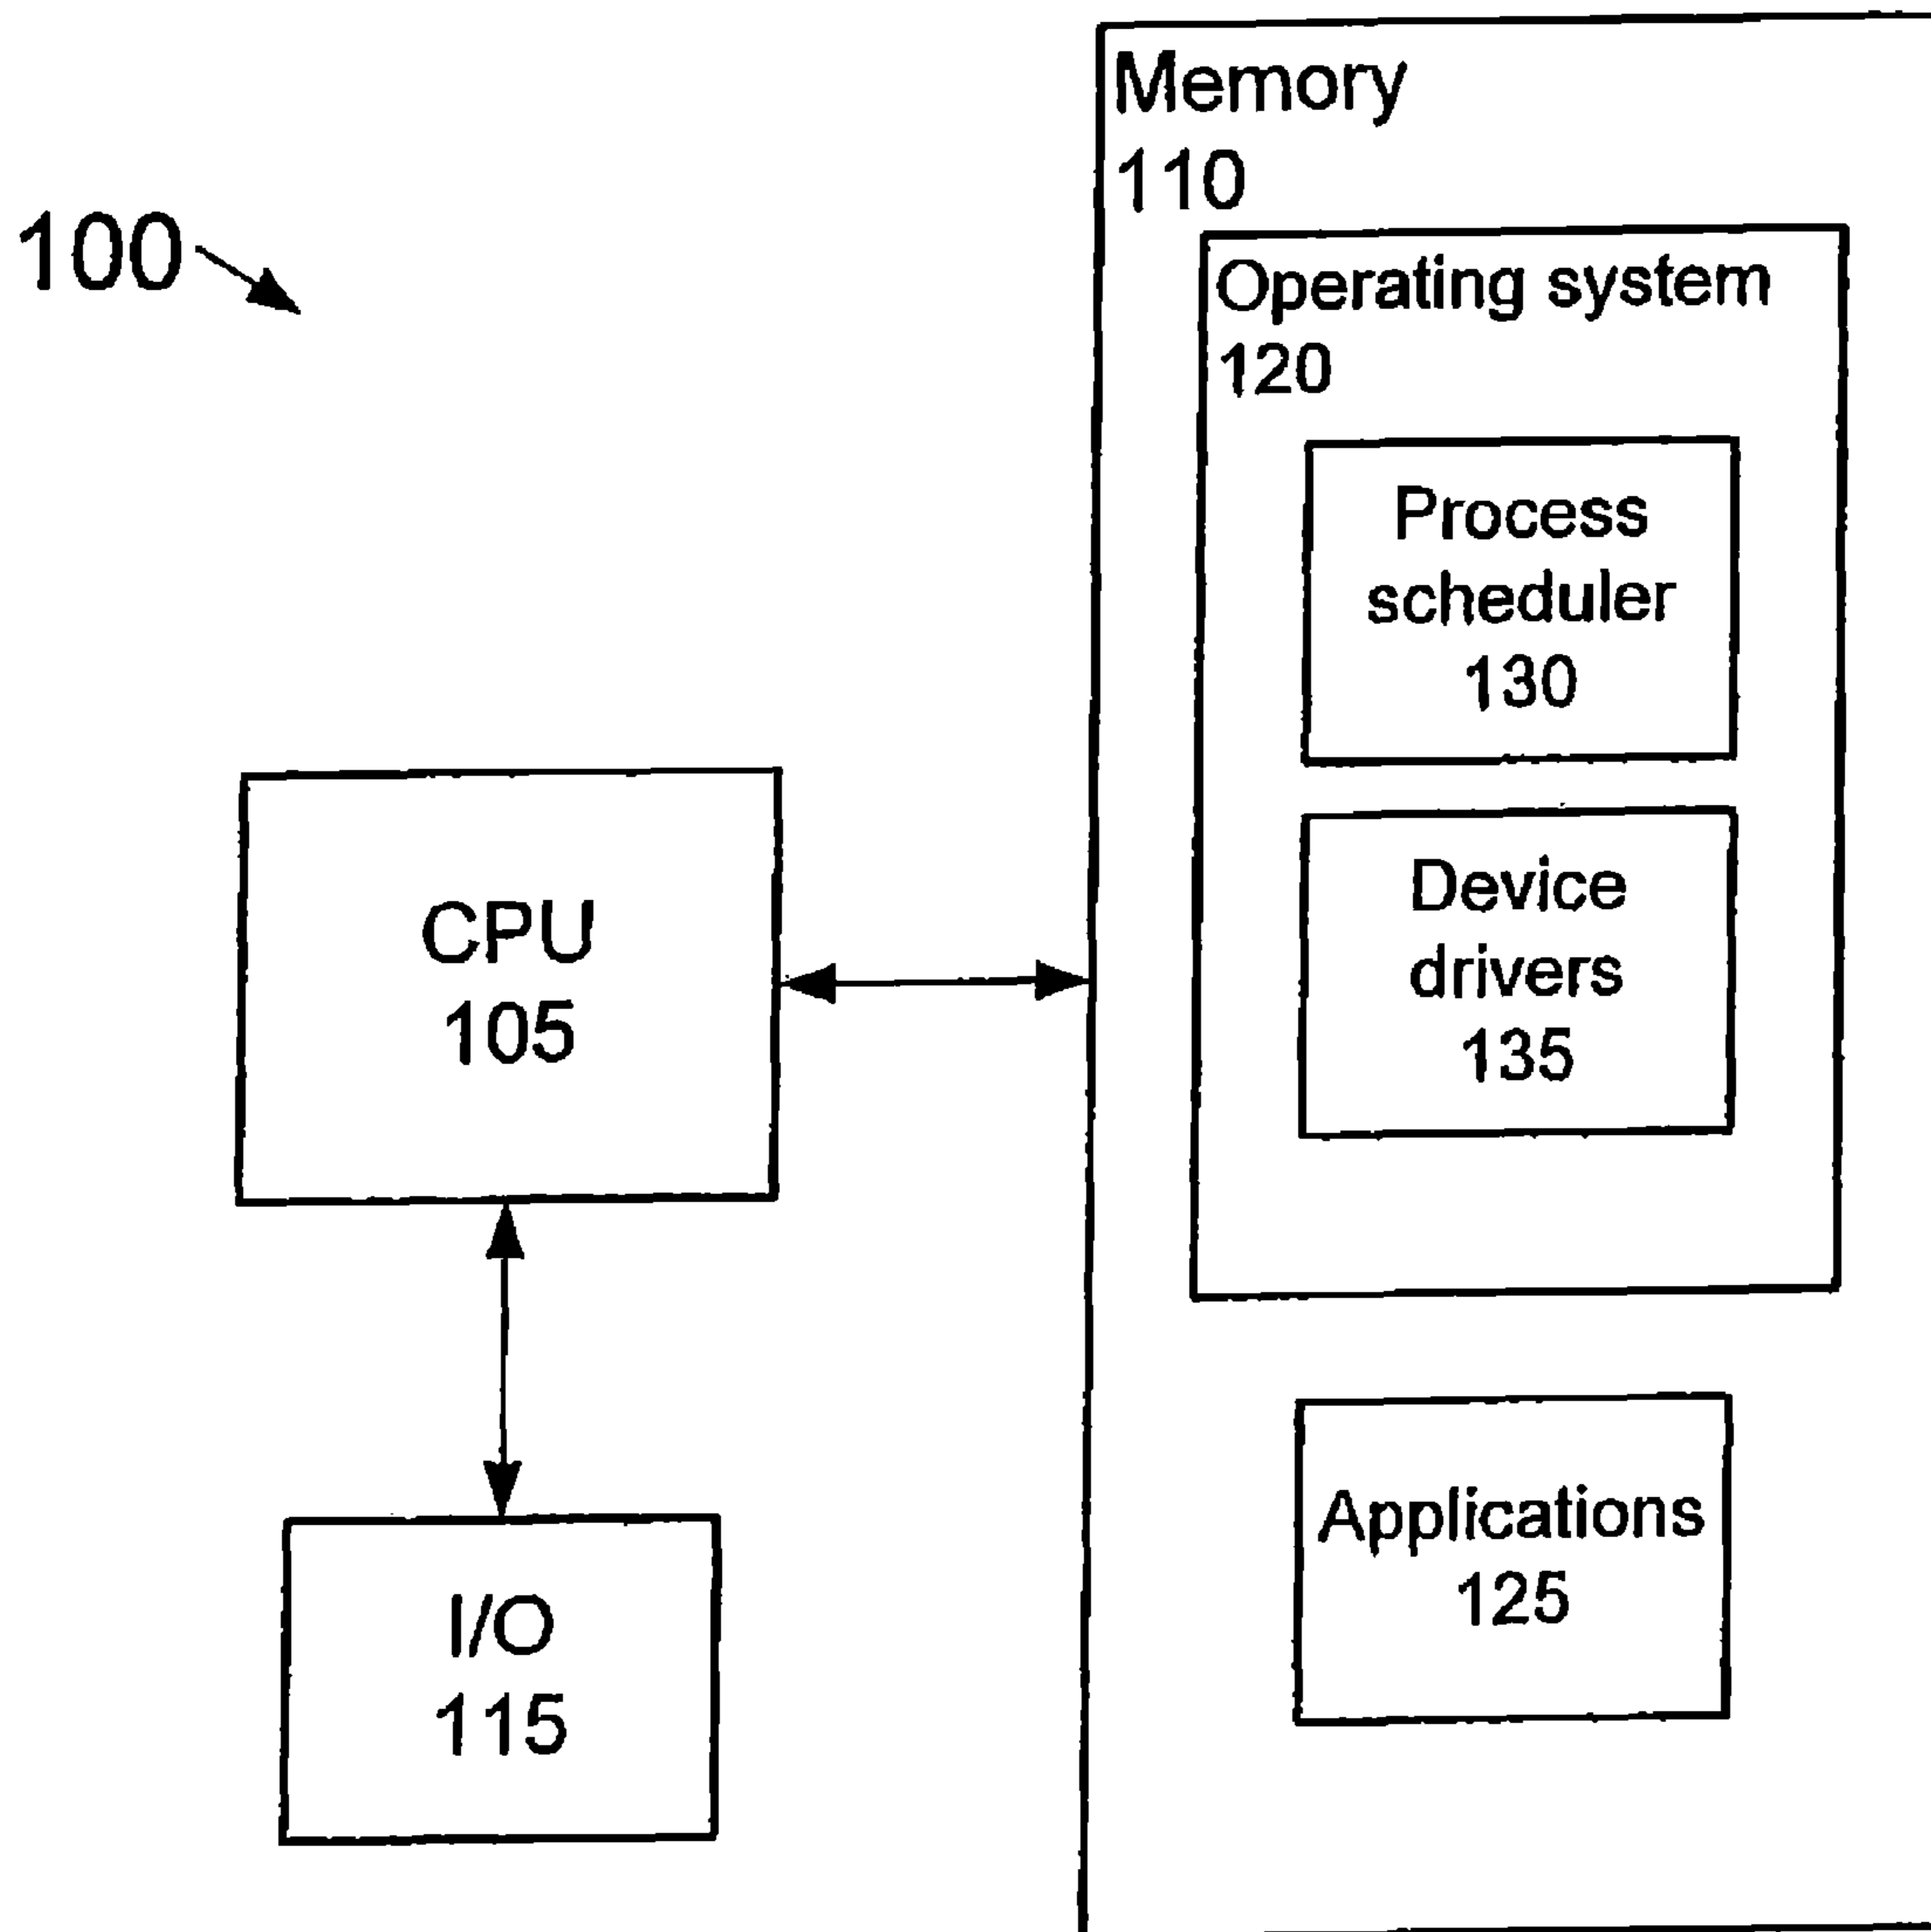 100
Memory
110
Operating system
120
Process
scheduler
130
Device
drivers
135
CPU
105
Applications
125
I/O
115